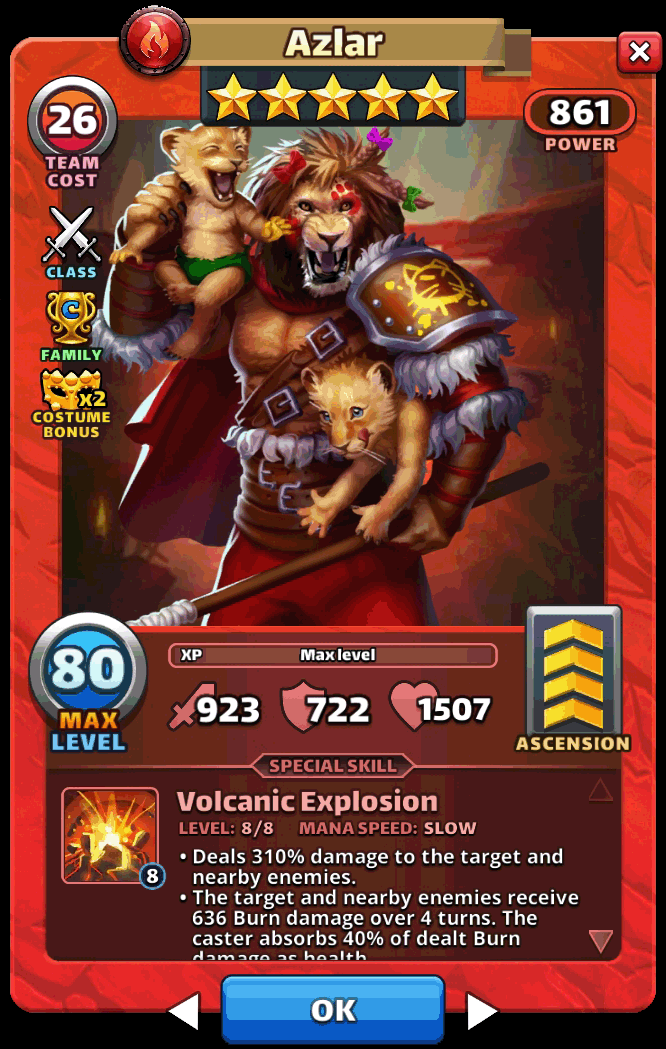 Azlar
26
TEAM
COST
861
POWER
CLASS
FAMILY
x2
COSTUME
BONUS
80
MAX
LEVEL
XP Max level
923 722 1507
ASCENSION
SPECIAL SKILL
Volcanic Explosion
LEVEL: 8/8 MANA SPEED: SLOW
8
• Deals 310% damage to the target and
nearby enemies.
• The target and nearby enemies receive
636 Burn damage over 4 turns. The
caster absorbs 40% of dealt Burn
damage as health
OK